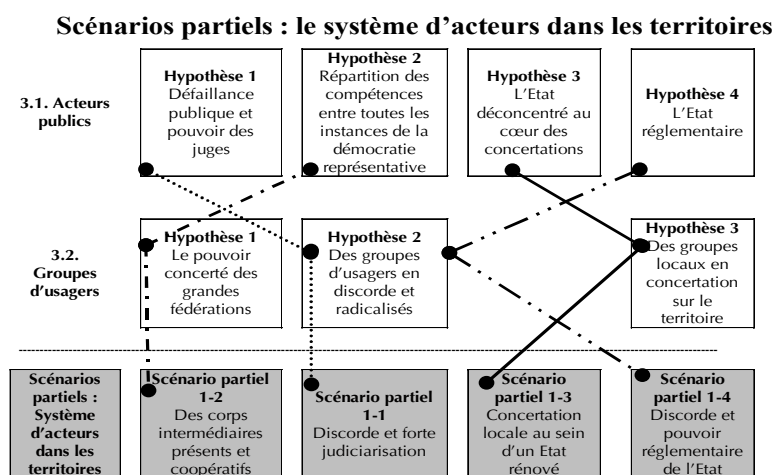 Scénarios partiels : le système d'acteurs dans les territoires
3.1. Acteurs
publics
Hypothèse 1
Défaillance
publique et
pouvoir des
juges
Hypothèse 2
Répartition des
compétences
entre toutes les
instances de la
démocratie
représentative
Hypothèse 3
L'Etat
déconcentré au
cœur des
concertations
Hypothèse 4
L'Etat
réglementaire
3.2.
Groupes
d'usagers
Hypothèse 1
Le pouvoir
concerté des
grandes
fédérations
Hypothèse 2
Des groupes
d'usagers en
discorde et
radicalisés
Hypothèse 3
Des groupes
locaux en
concertation
sur le
territoire
Scénarios
partiels :
Système
d'acteurs
dans les
territoires
Scénario partiel
1-2
Des corps
intermédiaires
présents et
coopératifs
Scénario partiel
1-1
Discorde et forte
judiciarisation
Scénario
partiel 1-3
Concertation
locale au sein
d'un Etat
rénové
Scénario
partiel 1-4
Discorde et
pouvoir
réglementaire
de l'Etat